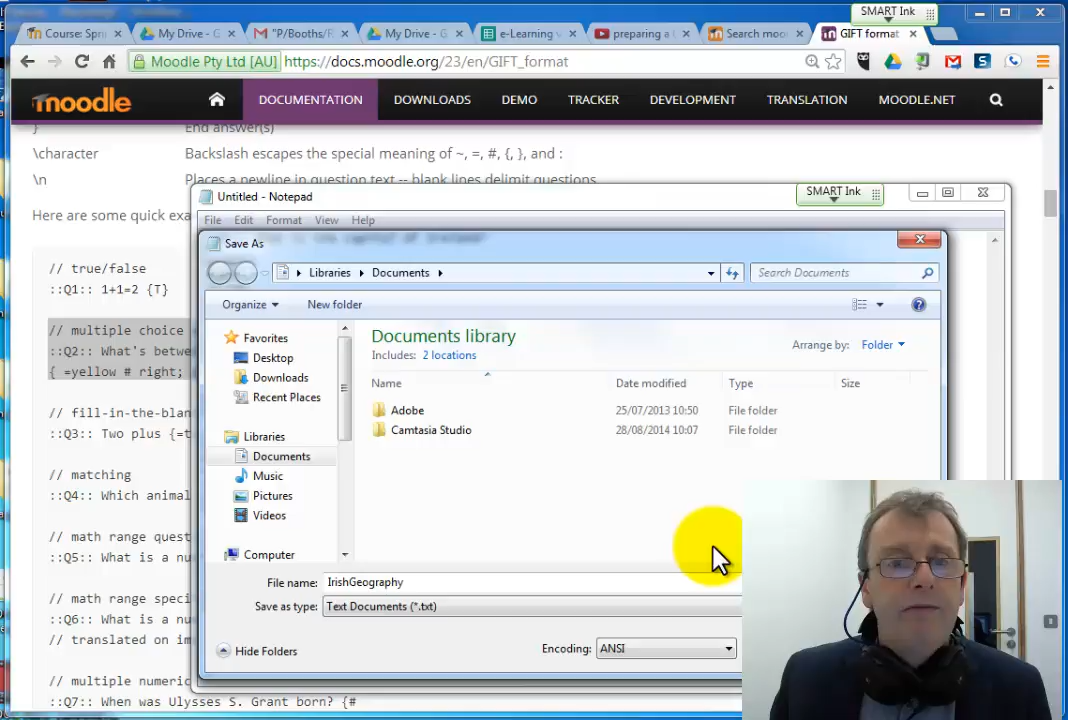 SMART Ink
Course: Spri
My Drive - G
"P/Booths/F
My Drive - G
e-Learning v
preparing a (
Search moo
GIFT format
Moodle Pty Ltd [AU]
https://docs.moodle.org/23/en/GIFT_format
moodle
DOCUMENTATION
DOWNLOADS
DEMO
TRACKER
DEVELOPMENT
TRANSLATION
MOODLE.NET
} End answer(s)
\character Backslash escapes the special meaning of ~, =, #, {, }, and :
\n Places a newline in question text -- blank lines delimit questions
Here are some quick exa
Untitled - Notepad
SMART Ink
File Edit Format View Help
Save As
Libraries
Documents
Search Documents
Organize
New folder
Favorites
Desktop
Downloads
Recent Places
Libraries
Documents
Music
Pictures
Videos
Computer
Documents library
Includes: 2 locations
Arrange by: Folder
Name Date modified Type Size
Adobe 25/07/2013 10:50 File folder
Camtasia Studio 28/08/2014 10:07 File folder
File name: IrishGeography
Save as type: Text Documents (*.txt)
Hide Folders
Encoding: ANSI
// true/false
::Q1:: 1+1=2 {T}
// multiple choice
::Q2:: What's betwe
{ =yellow # right;
// fill-in-the-blan
::Q3:: Two plus {=t
// matching
::Q4:: Which animal
// math range quest
::Q5:: What is a nu
// math range speci
::Q6:: What is a nu
// translated on im
// multiple numeric
::Q7:: When was Ulysses S. Grant born? {#